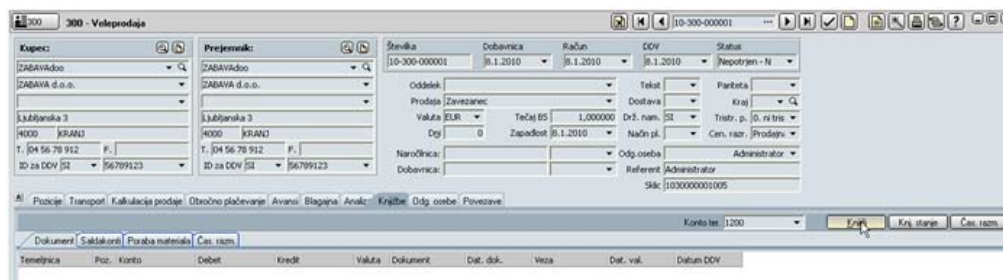 300 300 - Veleprodaja 10-300-000001
Kupec: Prejemnik: Številka Dobavnica Račun DDV Status
ZABAVAdoo ZABAVAdoo 10-300-000001 8.1.2010 8.1.2010 8.1.2010 Nepotrjen - N
ZABAVA d.o.o. ZABAVA d.o.o.
Oddelek Tekst Pariteta
Prodaja Zavezanec Dostava Kraj
Ljubljanska 3 Ljubljanska 3 Valuta EUR Tečaj BS 1,000000 Drž. nam. SI Tristr. p. 0. ni tris
4000 KRANJ 4000 KRANJ Dni 0 Zapadlost 8.1.2010 Način pl. Cen. razr. Prodajni
T. 04 56 78 912 F. T. 04 56 78 912 F.
Naročilnica: Odg.oseba Administrator
ID za DDV SI 56789123 ID za DDV SI 56789123 Dobavnica: Referent Administrator
Sklic 1030000001005
Pozicije Transport Kalkulacija prodaje Obročno plačevanje Avansi Blagajna Analiz Knjižbe Odg. osebe Povezave
Konto ter. 1200 Knj. stanje Čas. razm.
Dokument Saldakonti Poraba materiala Čas. razm.
Temeljnica Poz. Konto Debet Kredit Valuta Dokument Dat. dok. Veza Dat. val. Datum DDV